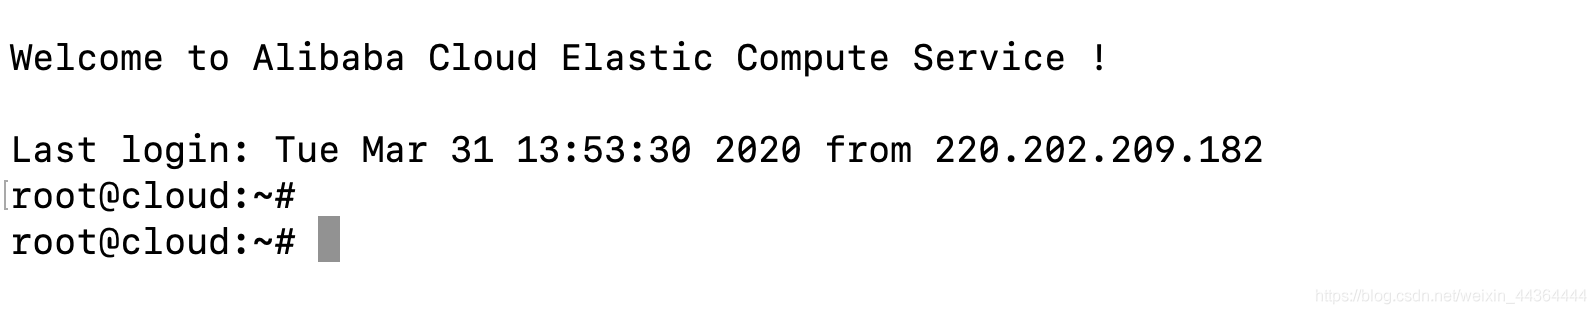 Welcome to Alibaba Cloud Elastic Compute Service !
Last login: Tue Mar 31 13:53:30 2020 from 220.202.209.182
root@cloud:~#
root@cloud:~#
https://blog.csdn.net/weixin_44364444